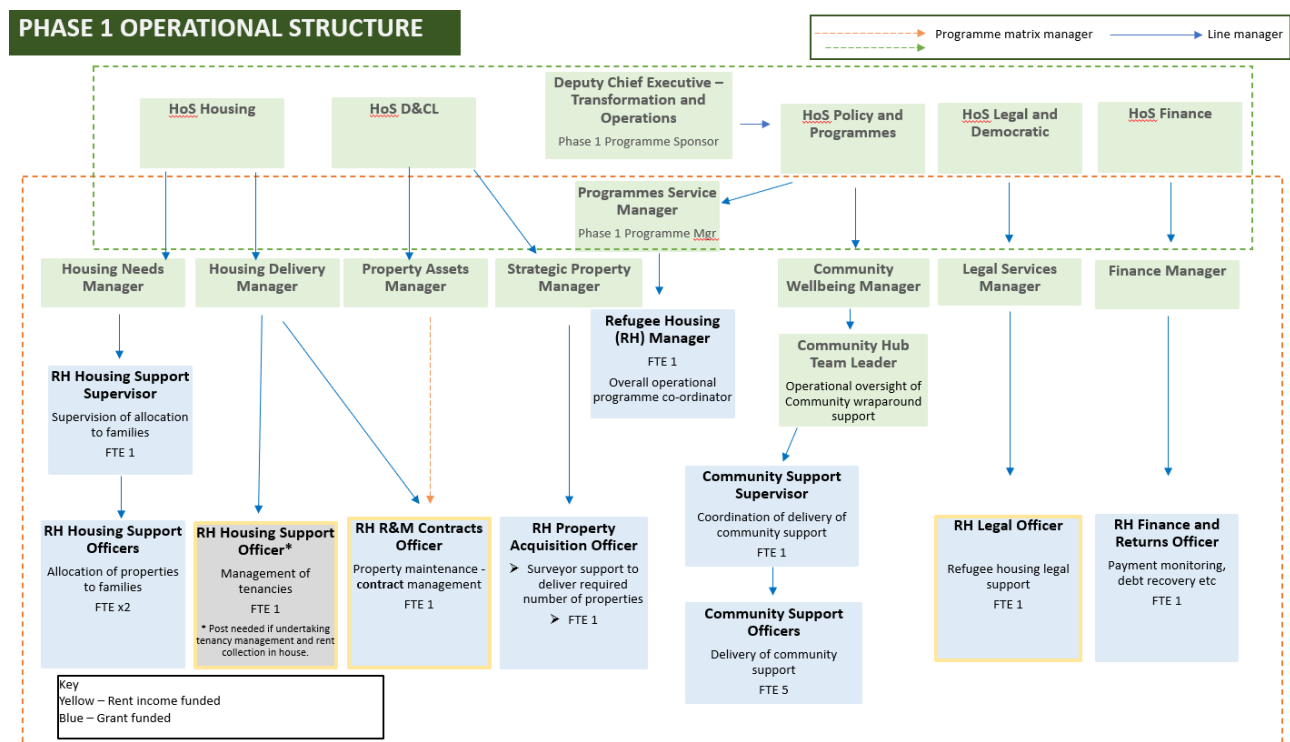 PHASE 1 OPERATIONAL STRUCTURE
Programme matrix manager
Line manager
HoS Housing
HoS D&CL
Deputy Chief Executive –
Transformation and
Operations
Phase 1 Programme Sponsor
HoS Policy and
Programmes
HoS Legal and
Democratic
HoS Finance
Programmes Service
Manager
Phase 1 Programme Mgr
Housing Needs
Manager
Housing Delivery
Manager
Property Assets
Manager
Strategic Property
Manager
Community
Wellbeing Manager
Legal Services
Manager
Finance Manager
Refugee Housing
(RH) Manager
FTE 1
Overall operational
programme co-ordinator
Community Hub
Team Leader
Operational oversight of
Community wraparound
support
RH Housing Support
Supervisor
Supervision of allocation
to families
FTE 1
Community Support
Supervisor
Coordination of delivery of
community support
FTE 1
RH Housing Support
Officers
Allocation of properties
to families
FTE x2
RH Housing Support
Officer*
Management of
tenancies
FTE 1
* Post needed if undertaking
tenancy management and rent
collection in house.
RH R&M Contracts
Officer
Property maintenance -
contract management
FTE 1
RH Property
Acquisition Officer
➢ Surveyor support to
deliver required
number of properties
➢ FTE 1
RH Legal Officer
Refugee housing legal
support
FTE 1
RH Finance and
Returns Officer
Payment monitoring,
debt recovery etc
FTE 1
Community Support
Officers
Delivery of community
support
FTE 5
Key
Yellow – Rent income funded
Blue – Grant funded